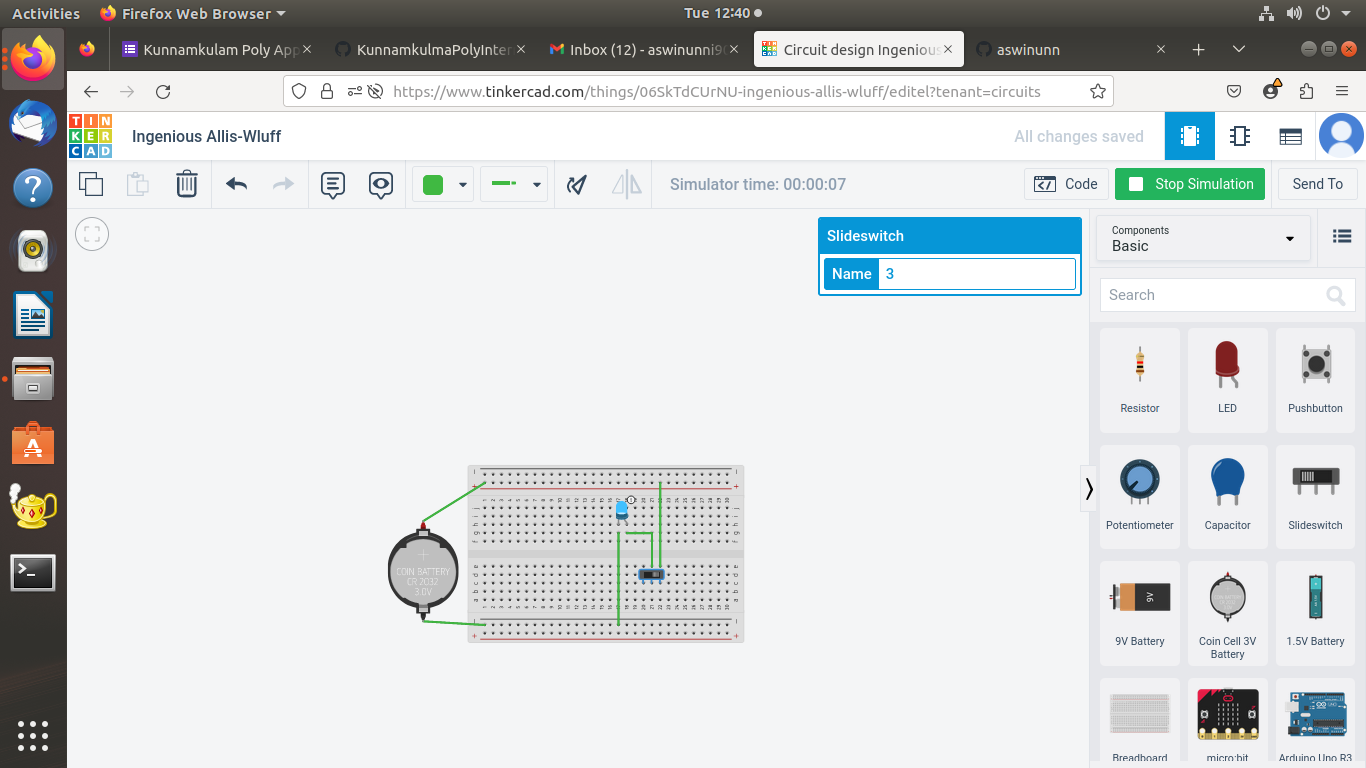 Activities
Firefox Web Browser
Tue 12:40
Kunnamkulam Poly App
KunnamkulmaPolyInter
Inbox (12) - aswinunni9
Circuit design Ingenious
aswinunn
https://www.tinkercad.com/things/06SkTdCUrNU-ingenious-allis-wluff/editel?tenant=circuits
TIN
KER
CAD
Ingenious Allis-Wluff
All changes saved
Simulator time: 00:00:07
Code
Stop Simulation
Send To
Slideswitch
Name 3
Components
Basic
Search
Resistor
LED
Pushbutton
Potentiometer
Capacitor
Slideswitch
9V
9V Battery
Coin Cell 3V
Battery
1.5V Battery
Breadboard
micro:bit
Arduino Uno R3
COIN BATTERY
CR 2032
3.0V